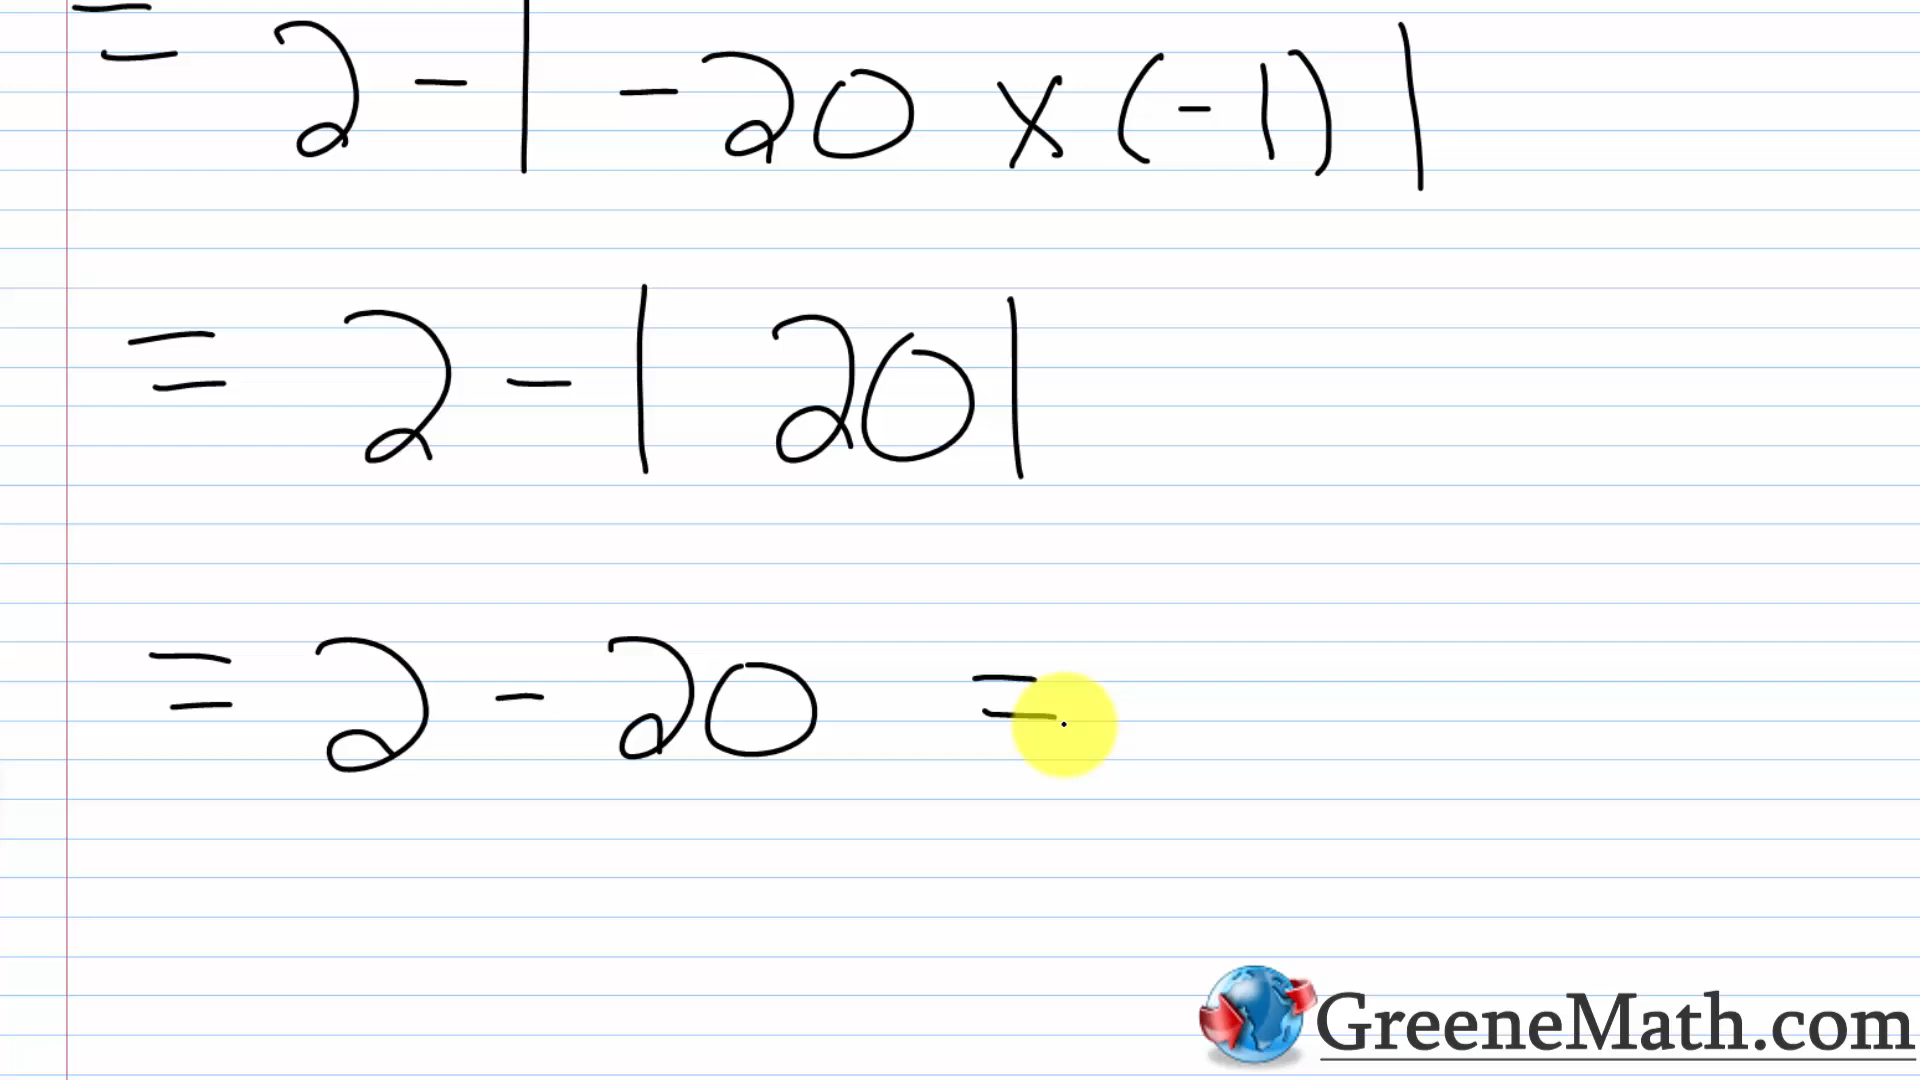 = 2 - | - 20 x (- 1) |
= 2 - | 20 |
= 2 - 20 =
GreeneMath.com